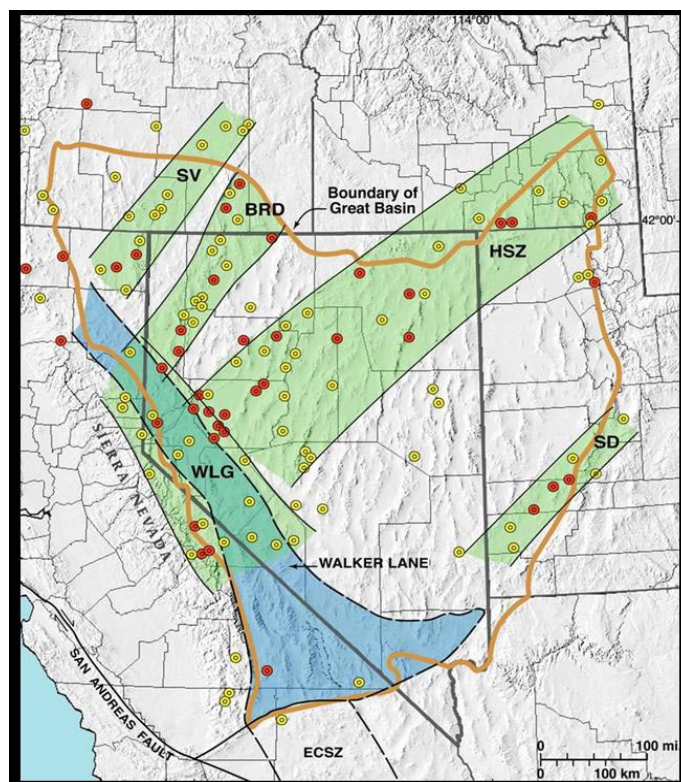 114°00'
SV
BRD
Boundary of
Great Basin
42°00'
HSZ
SIERRA NEVADA
WLG
SD
WALKER LANE
SAN ANDREAS FAULT
ECSZ
0
100 mi.
100 km